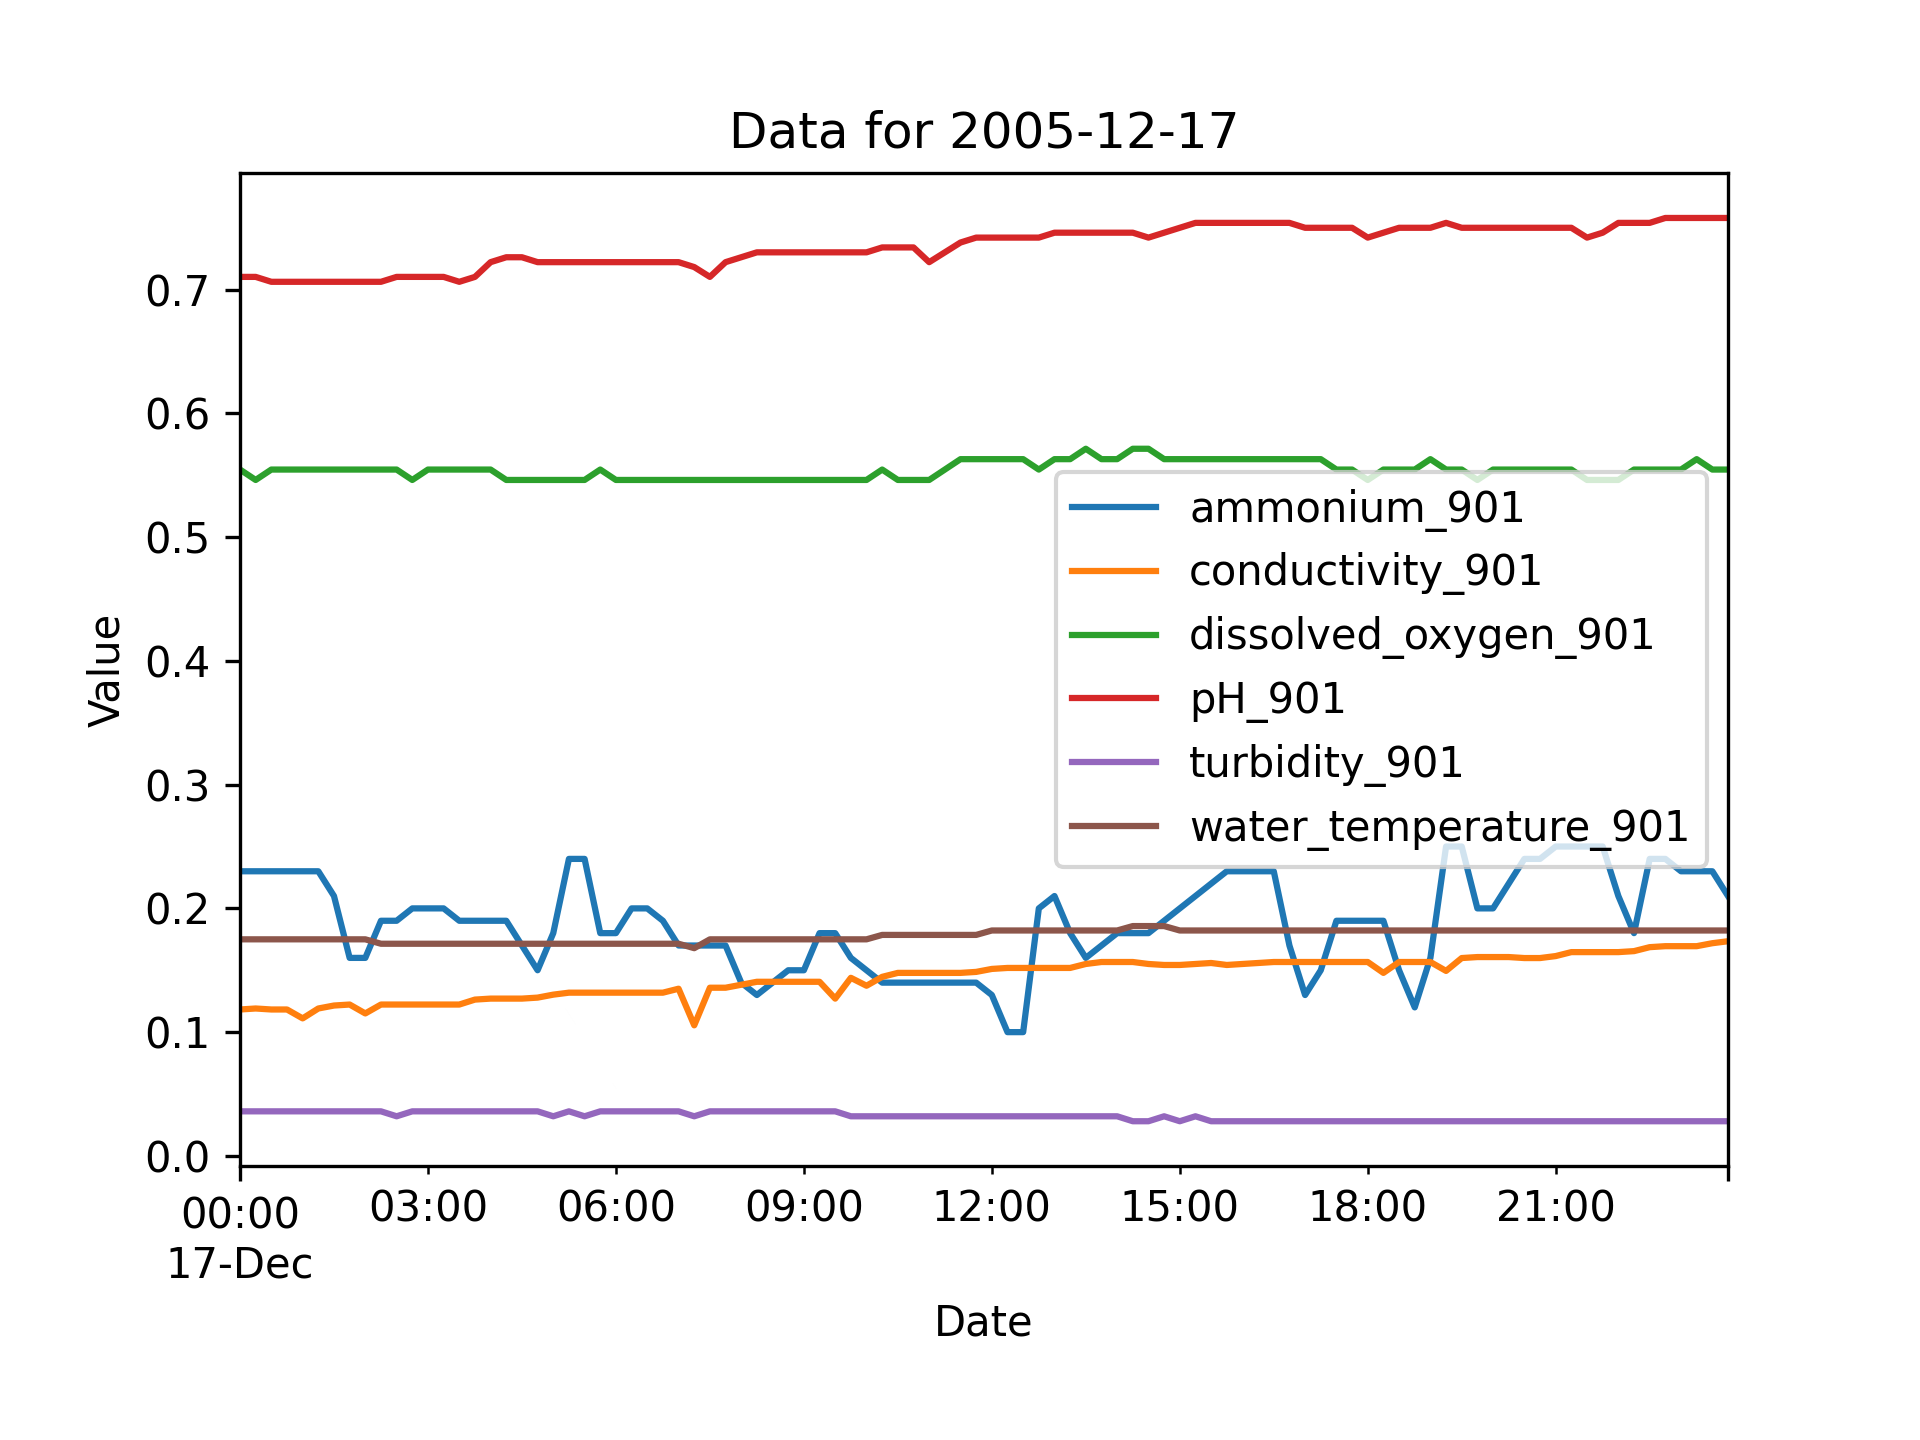 Data for 2005-12-17
Value
0.7
0.6
0.5
0.4
0.3
0.2
0.1
0.0
ammonium_901
conductivity_901
dissolved_oxygen_901
pH_901
turbidity_901
water_temperature_901
00:00 03:00 06:00 09:00 12:00 15:00 18:00 21:00
17-Dec
Date